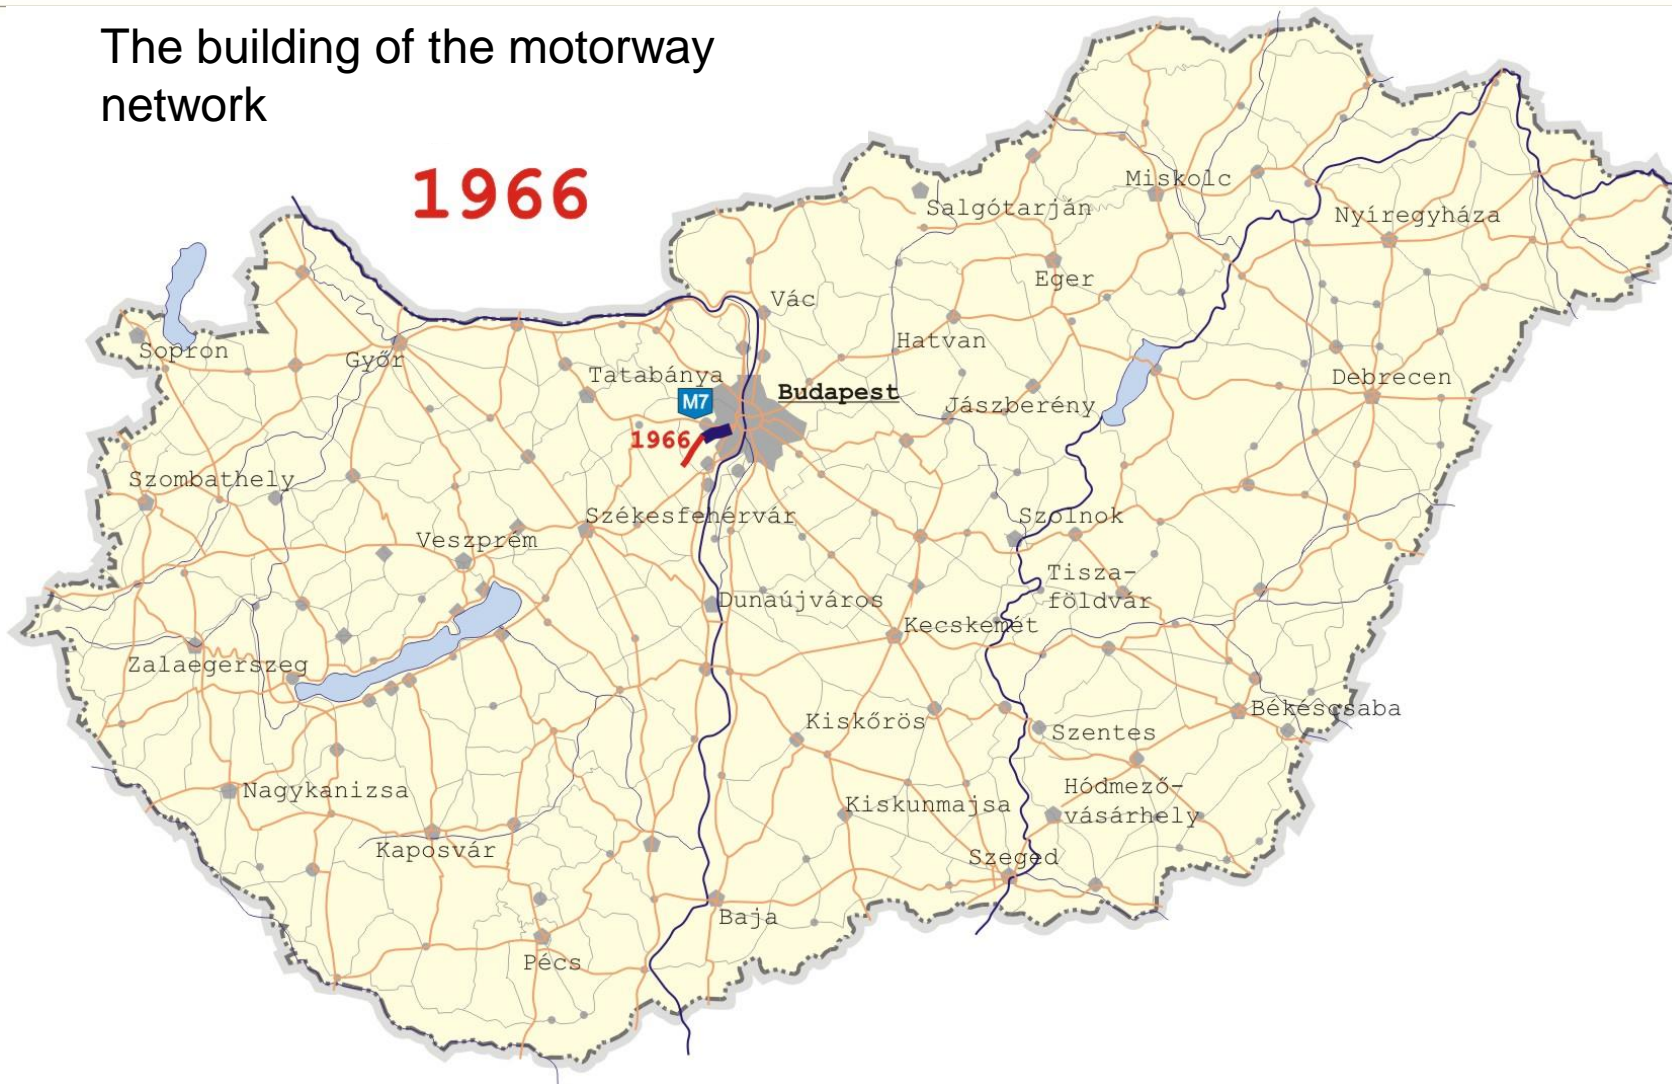 The building of the motorway
network
1966
Miskolc
Salgótarján
Nyíregyháza
Eger
Vác
Sopron
Győr
Hatvan
Tatabánya
Budapest
Debrecen
M7
Jászberény
1966
Szombathely
Székesfehérvár
Szolnok
Veszprém
Tisza-
földvár
Dunaújváros
Kecskemét
Zalaegerszeg
Békéscsaba
Kiskőrös
Szentes
Nagykanizsa
Hódmező-
vásárhely
Kiskunmajsa
Kaposvár
Szeged
Baja
Pécs